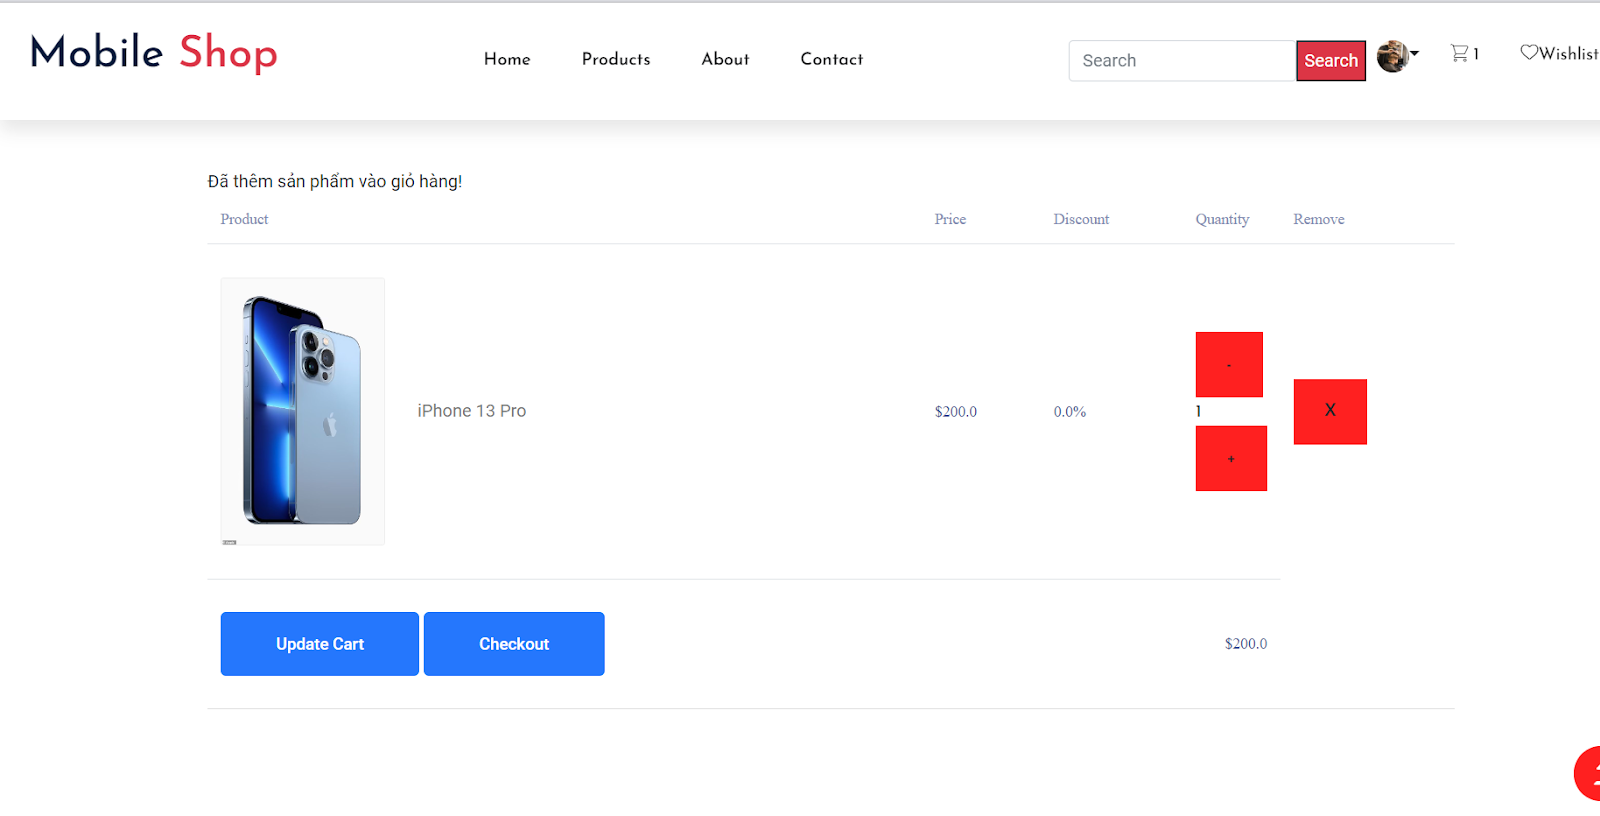 Mobile Shop
Home Products About Contact
Search Search 1 Wishlist
Đã thêm sản phẩm vào giỏ hàng!
Product Price Discount Quantity Remove
-
iPhone 13 Pro $200.0 0.0% 1 X
+
Update Cart Checkout $200.0